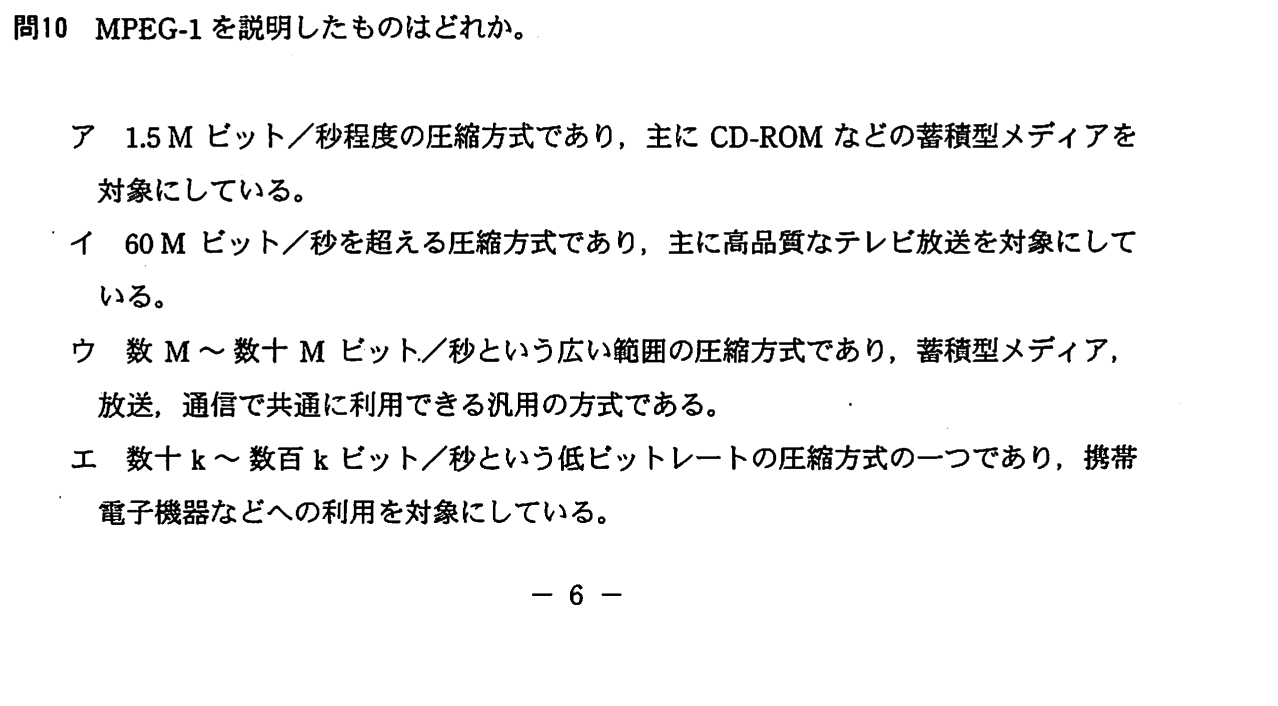 問10 MPEG-1 を説明したものはどれか。
ア 1.5 M ビット／秒程度の圧縮方式であり，主に CD-ROM などの蓄積型メディアを
対象にしている。
イ 60 M ビット／秒を超える圧縮方式であり，主に高品質なテレビ放送を対象にして
いる。
ウ 数 M ～ 数十 M ビット／秒という広い範囲の圧縮方式であり，蓄積型メディア，
放送，通信で共通に利用できる汎用の方式である。
エ 数十 k ～ 数百 k ビット／秒という低ビットレートの圧縮方式の一つであり，携帯
電子機器などへの利用を対象にしている。
－ 6 －